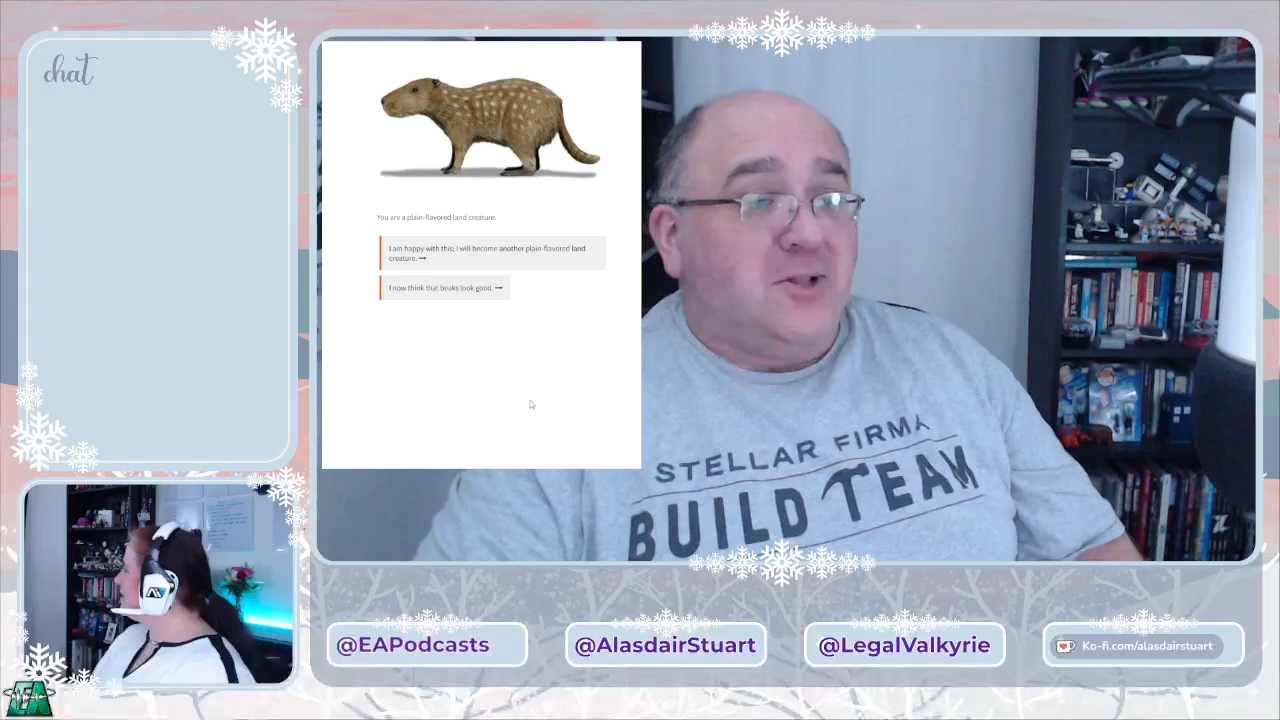 chat
You are a plain-flavored land creature.
I am happy with this; I will become another plain-flavored land
creature. →
I now think that beaks look good. →
STELLAR FIRMA
BUILD TEAM
@EAPodcasts
@AlasdairStuart
@LegalValkyrie
Ko-fi.com/alasdairstuart
EA